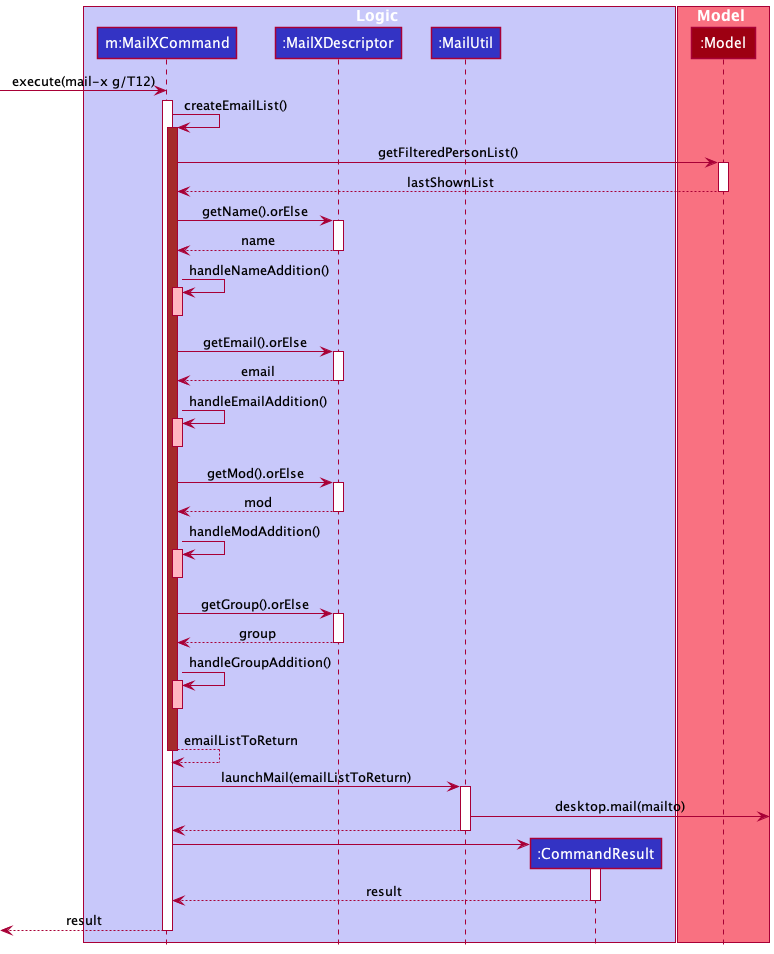 Logic
Model
m:MailXCommand
:MailXDescriptor
:MailUtil
:Model
execute(mail-x g/T12)
createEmailList()
getFilteredPersonList()
lastShownList
getName().orElse
name
handleNameAddition()
getEmail().orElse
email
handleEmailAddition()
getMod().orElse
mod
handleModAddition()
getGroup().orElse
group
handleGroupAddition()
emailListToReturn
launchMail(emailListToReturn)
desktop.mail(mailto)
:CommandResult
result
result